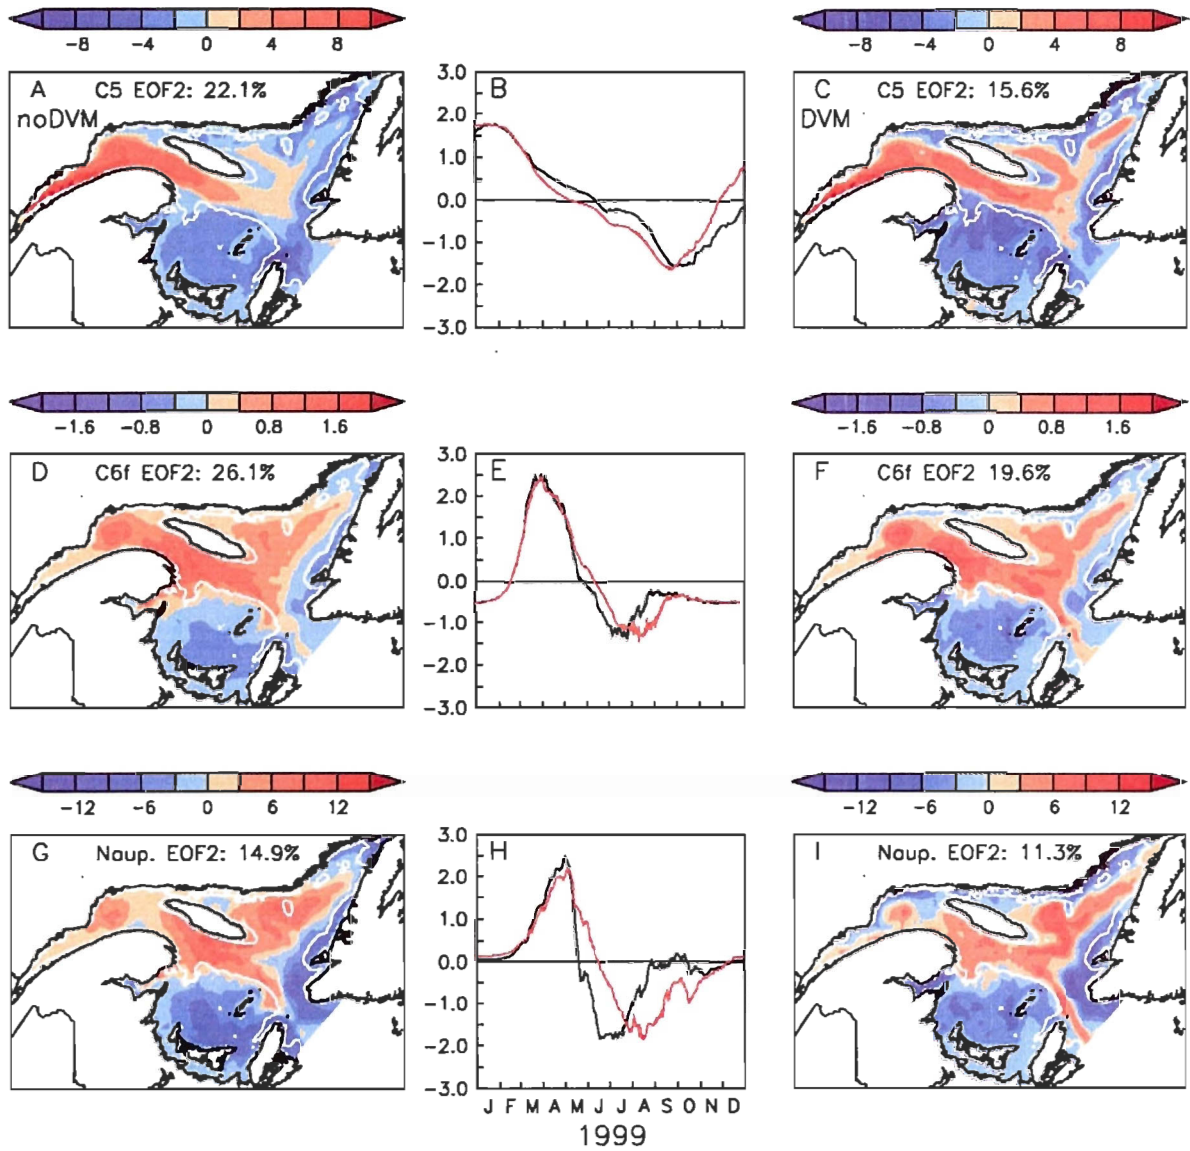 -8 -4 0 4 8
-8 -4 0 4 8
A C5 EOF2: 22.1%
noDVM
B
3.0
2.0
1.0
0.0
-1.0
-2.0
-3.0
C C5 EOF2: 15.6%
DVM
-1.6 -0.8 0 0.8 1.6
-1.6 -0.8 0 0.8 1.6
D C6f EOF2: 26.1%
E
3.0
2.0
1.0
0.0
-1.0
-2.0
-3.0
F C6f EOF2 19.6%
-12 -6 0 6 12
-12 -6 0 6 12
G Naup. EOF2: 14.9%
H
3.0
2.0
1.0
0.0
-1.0
-2.0
-3.0
I Naup. EOF2: 11.3%
J F M A M J J A S O N D
1999